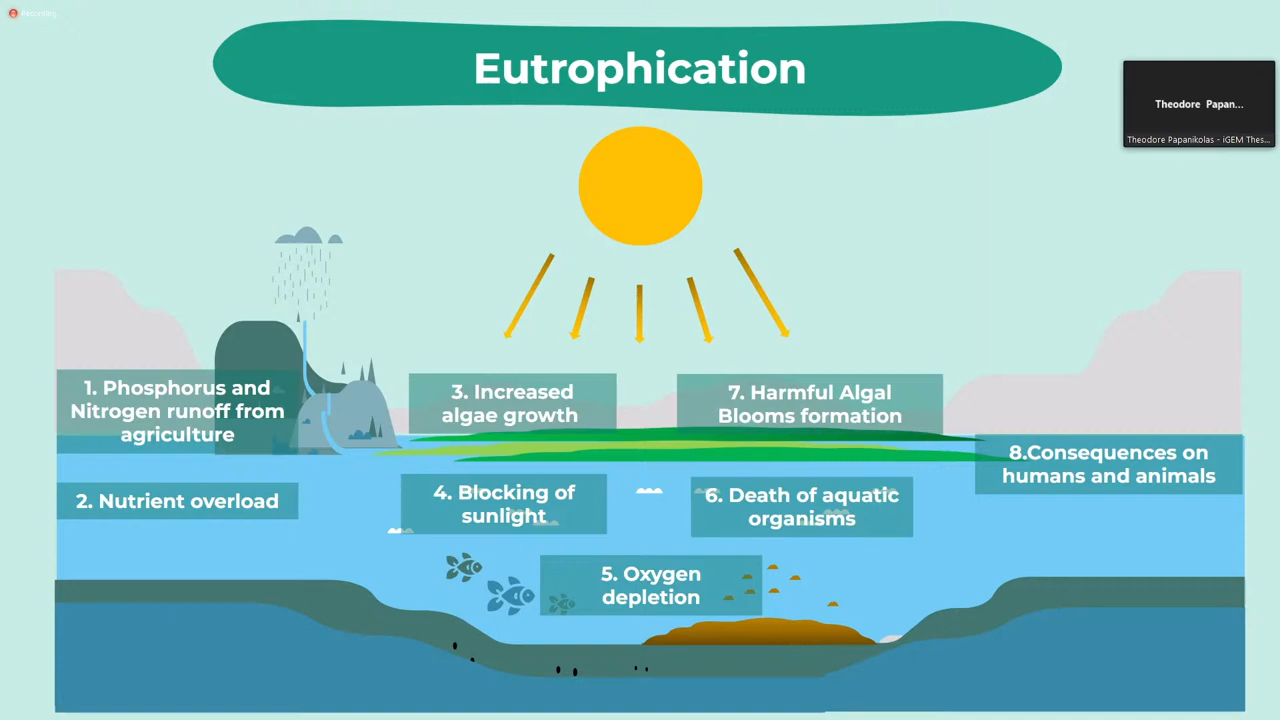 Recording
Eutrophication
Theodore Papan...
Theodore Papanikolas - iGEM Thes...
1. Phosphorus and
Nitrogen runoff from
agriculture
2. Nutrient overload
3. Increased
algae growth
4. Blocking of
sunlight
5. Oxygen
depletion
6. Death of aquatic
organisms
7. Harmful Algal
Blooms formation
8.Consequences on
humans and animals